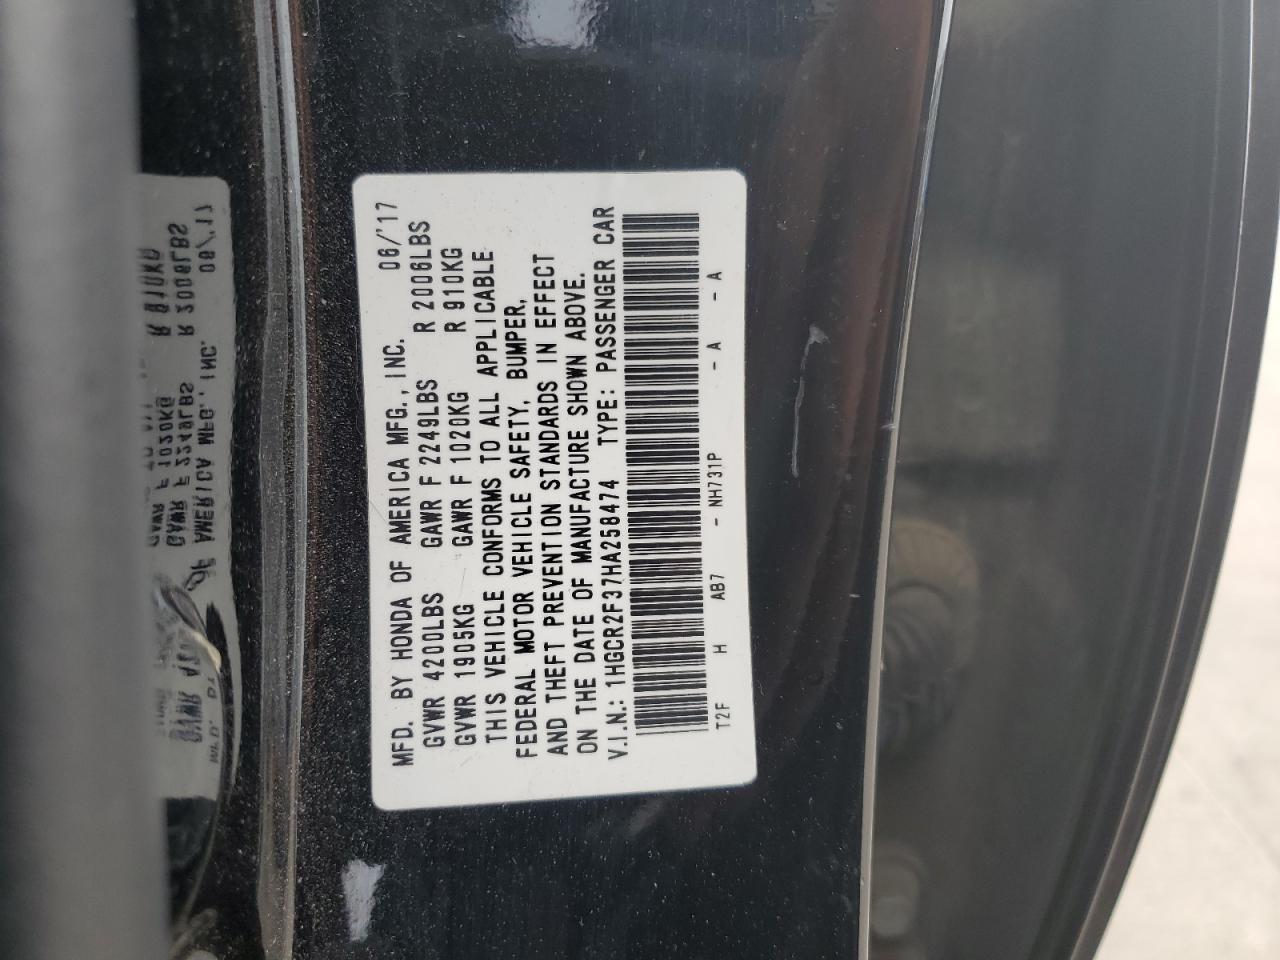 MFD. BY HONDA OF AMERICA MFG., INC. 06/'17
GVWR 4200LBS GAWR F 2249LBS R 2006LBS
GVWR 1905KG GAWR F 1020KG R 910KG
THIS VEHICLE CONFORMS TO ALL APPLICABLE
FEDERAL MOTOR VEHICLE SAFETY, BUMPER,
AND THEFT PREVENTION STANDARDS IN EFFECT
ON THE DATE OF MANUFACTURE SHOWN ABOVE.
V.I.N.: 1HGCR2F37HA258474 TYPE: PASSENGER CAR
T2F H AB7 - NH731P - A - A